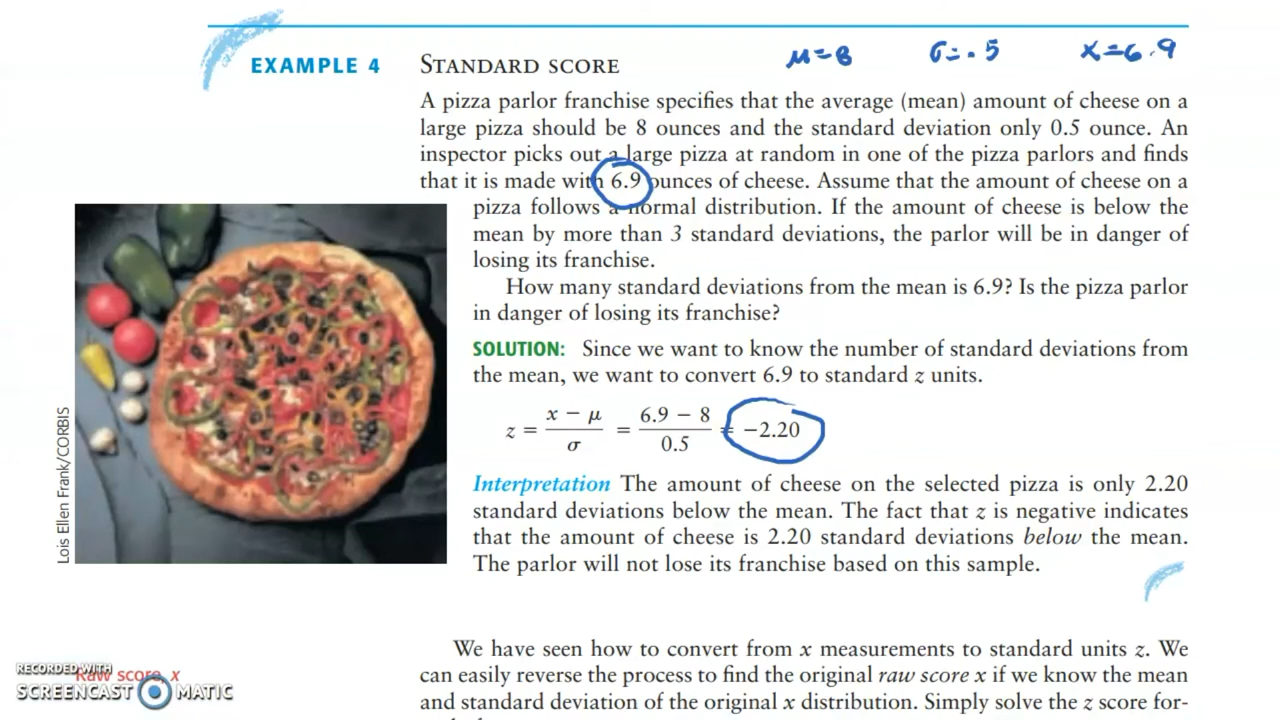 μ=8 σ=.5 x=6.9
EXAMPLE 4 STANDARD SCORE
A pizza parlor franchise specifies that the average (mean) amount of cheese on a
large pizza should be 8 ounces and the standard deviation only 0.5 ounce. An
inspector picks out a large pizza at random in one of the pizza parlors and finds
that it is made with 6.9 ounces of cheese. Assume that the amount of cheese on a
pizza follows a normal distribution. If the amount of cheese is below the
mean by more than 3 standard deviations, the parlor will be in danger of
losing its franchise.
How many standard deviations from the mean is 6.9? Is the pizza parlor
in danger of losing its franchise?
SOLUTION: Since we want to know the number of standard deviations from
the mean, we want to convert 6.9 to standard z units.
z = (x − μ)/σ = (6.9 − 8)/0.5 = −2.20
Interpretation The amount of cheese on the selected pizza is only 2.20
standard deviations below the mean. The fact that z is negative indicates
that the amount of cheese is 2.20 standard deviations below the mean.
The parlor will not lose its franchise based on this sample.
Lois Ellen Frank/CORBIS
We have seen how to convert from x measurements to standard units z. We
can easily reverse the process to find the original raw score x if we know the mean
and standard deviation of the original x distribution. Simply solve the z score for-
Raw score, x
RECORDED WITH
SCREENCAST MATIC